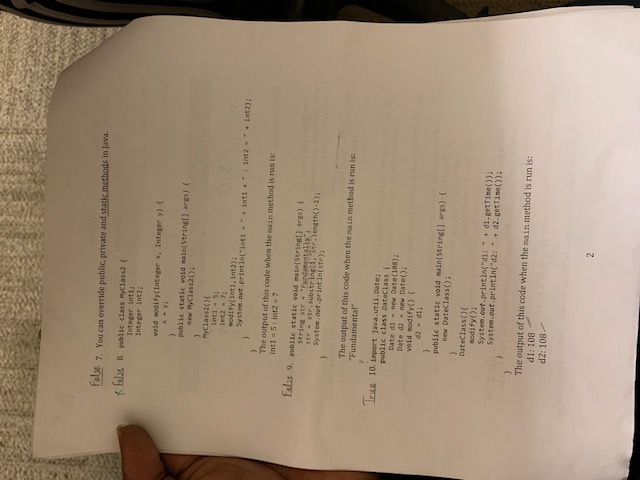 False 7. You can override public, private and static methods in Java.
False 8. public class MyClass2 {
Integer int1;
Integer int2;
void modify(Integer x, Integer y) {
x = y;
}
public static void main(String[] args) {
new MyClass2();
}
MyClass2(){
int1 = 5;
int2 = 7;
modify(int1, int2);
System.out.println("int1 = " + int1 + " : int2 = " + int2);
}
}
The output of this code when the main method is run is:
int1 = 5 : int2 = 7
False 9. public static void main(String[] args) {
String str = "Fundamentally";
str = str.substring(1, str.length()-2);
System.out.println(str);
}
The output of this code when the main method is run is:
"Fundamental"
?
True 10. import java.util.Date;
public class DateClass {
Date d1 = new Date(108);
Date d2 = new Date();
void modify() {
d2 = d1;
}
public static void main(String[] args) {
new DateClass();
}
DateClass(){
modify();
System.out.println("d1: " + d1.getTime());
System.out.println("d2: " + d2.getTime());
}
}
The output of this code when the main method is run is:
d1: 108
d2: 108
2